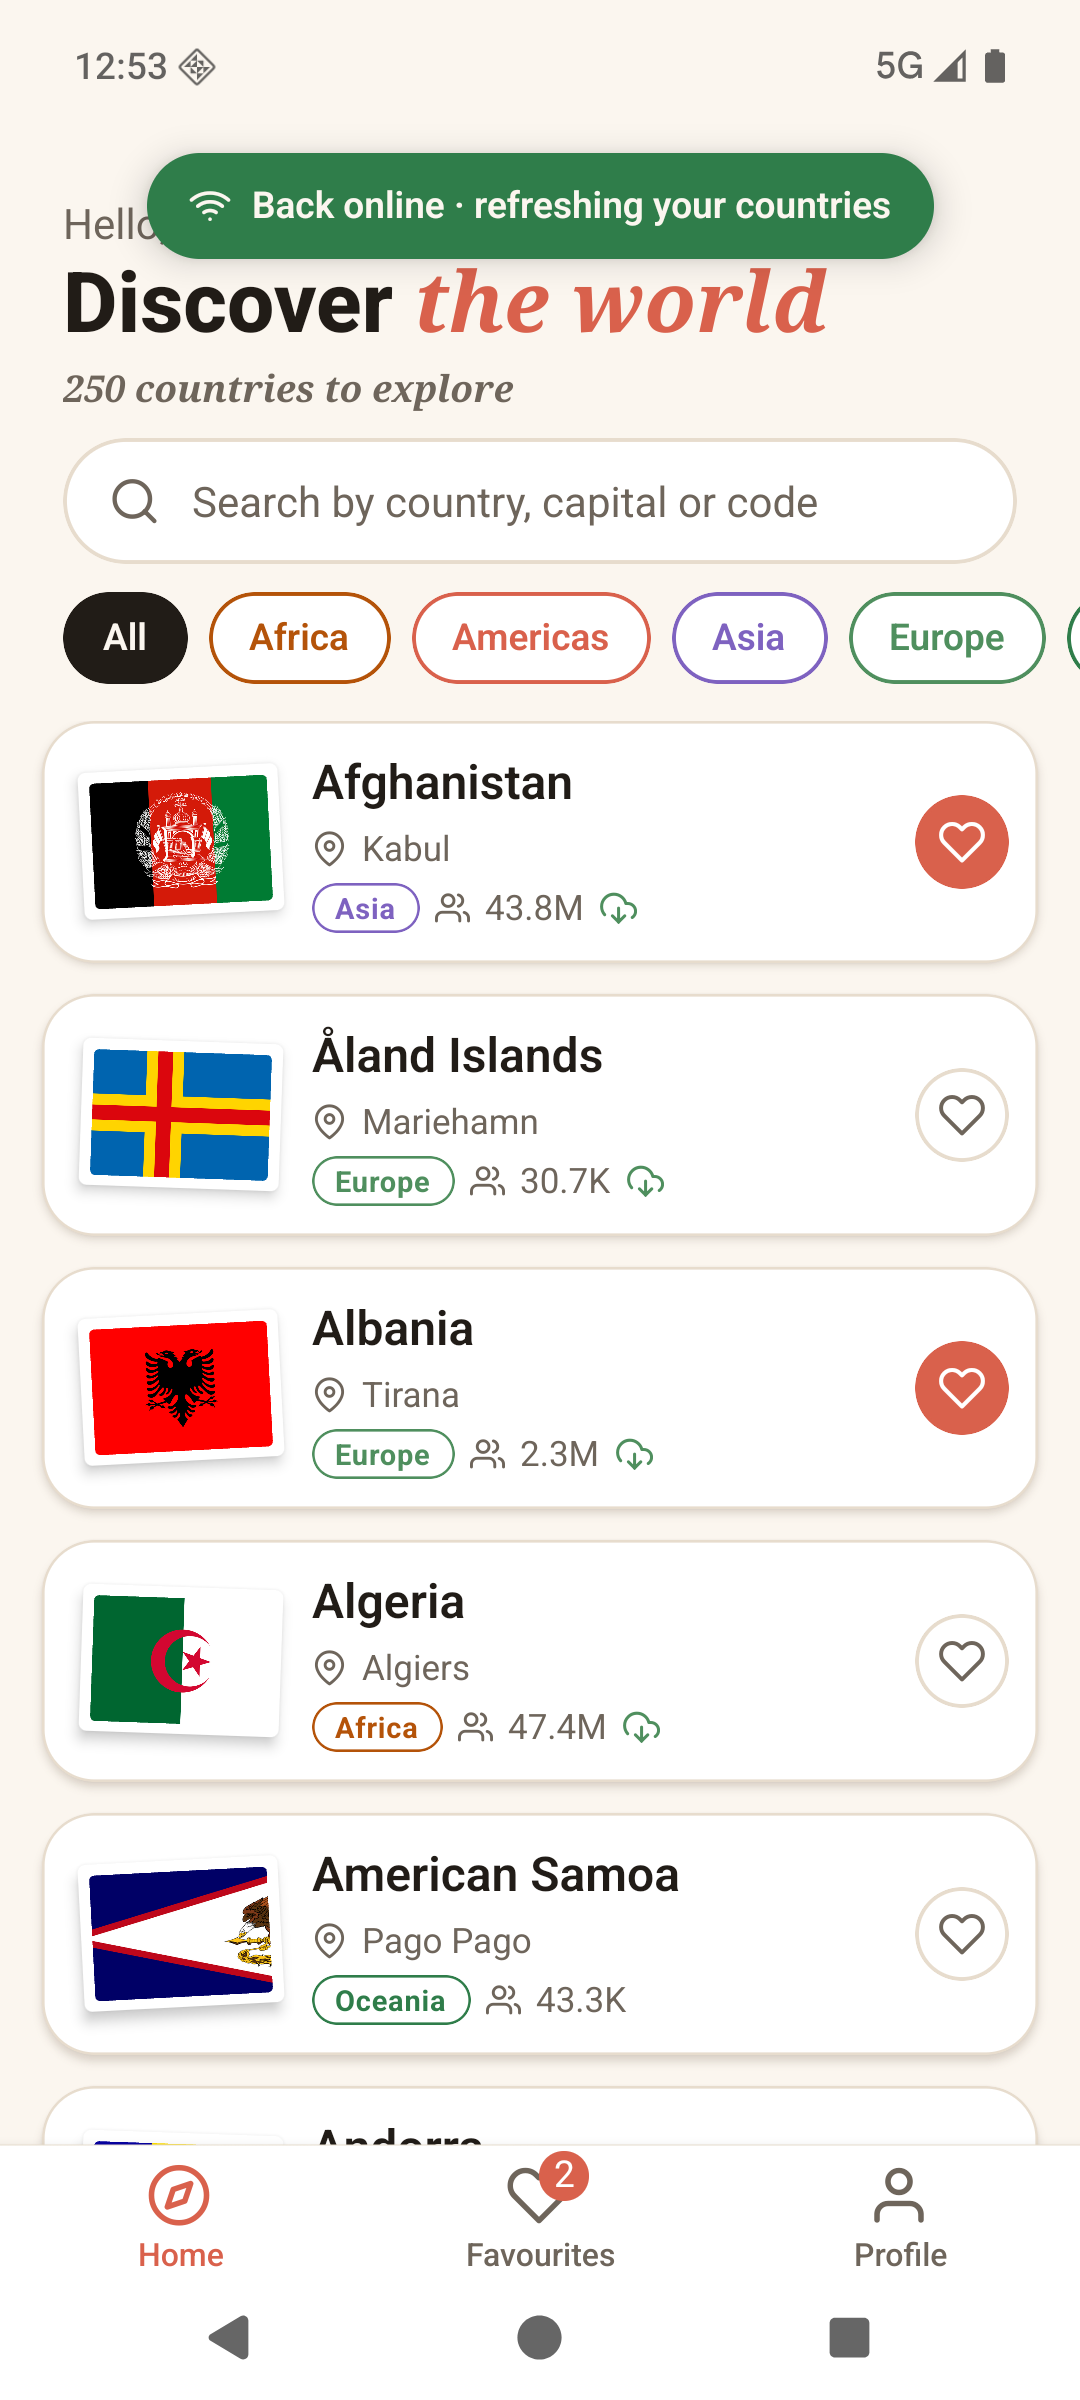 12:53
5G
Back online · refreshing your countries
Hello,
Discover the world
250 countries to explore
Search by country, capital or code
All
Africa
Americas
Asia
Europe
Afghanistan
Kabul
Asia
43.8M
Åland Islands
Mariehamn
Europe
30.7K
Albania
Tirana
Europe
2.3M
Algeria
Algiers
Africa
47.4M
American Samoa
Pago Pago
Oceania
43.3K
Andorra
2
Home
Favourites
Profile